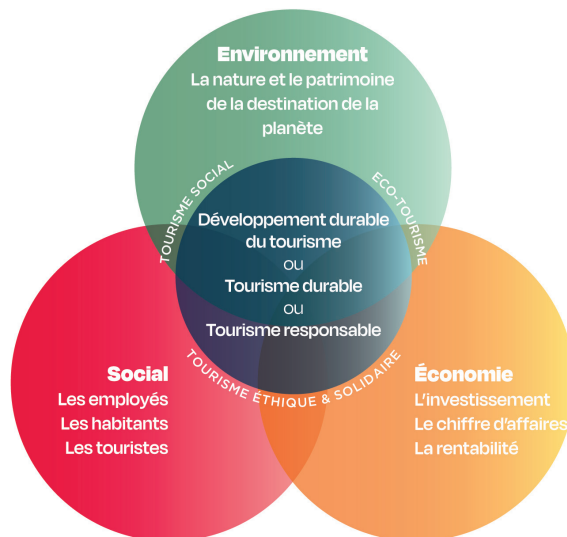 Environnement
La nature et le patrimoine
de la destination de la
planète
TOURISME SOCIAL
ECO-TOURISME
Développement durable
du tourisme
ou
Tourisme durable
ou
Tourisme responsable
TOURISME ÉTHIQUE & SOLIDAIRE
Social
Les employés
Les habitants
Les touristes
Économie
L'investissement
Le chiffre d'affaires
La rentabilité